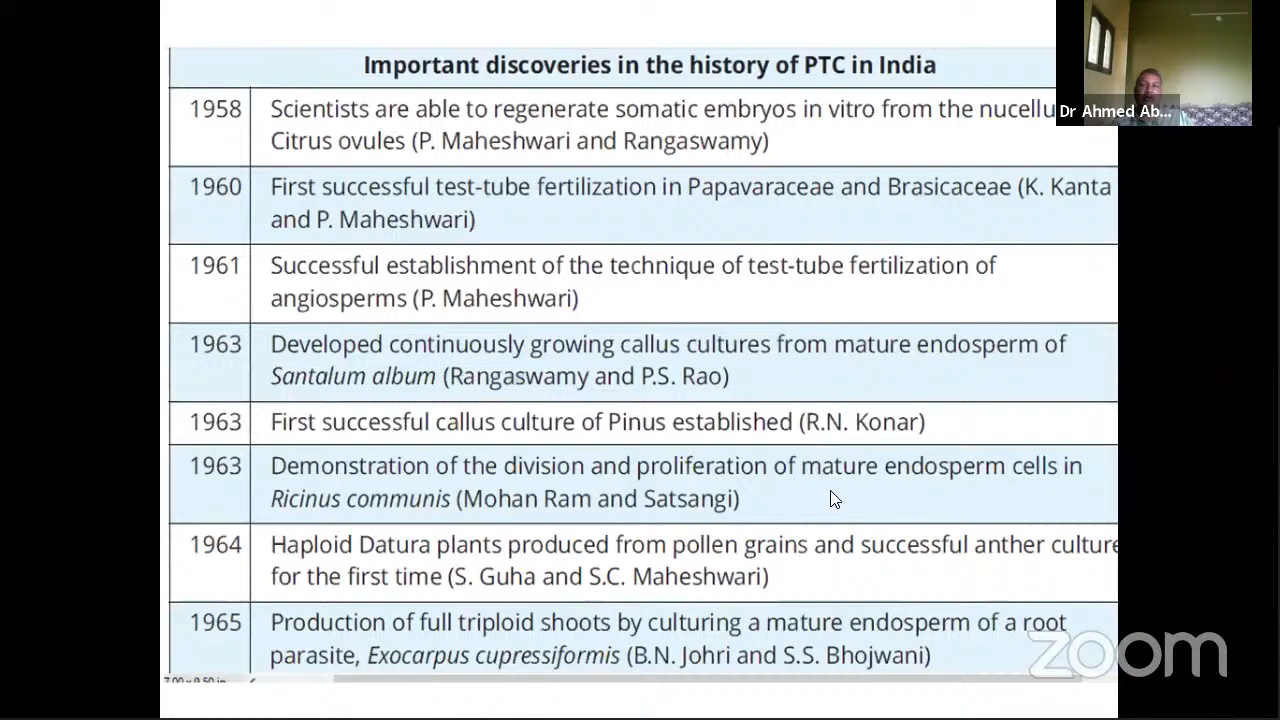 Important discoveries in the history of PTC in India
1958 Scientists are able to regenerate somatic embryos in vitro from the nucellu
Citrus ovules (P. Maheshwari and Rangaswamy)
1960 First successful test-tube fertilization in Papavaraceae and Brasicaceae (K. Kanta
and P. Maheshwari)
1961 Successful establishment of the technique of test-tube fertilization of
angiosperms (P. Maheshwari)
1963 Developed continuously growing callus cultures from mature endosperm of
Santalum album (Rangaswamy and P.S. Rao)
1963 First successful callus culture of Pinus established (R.N. Konar)
1963 Demonstration of the division and proliferation of mature endosperm cells in
Ricinus communis (Mohan Ram and Satsangi)
1964 Haploid Datura plants produced from pollen grains and successful anther culture
for the first time (S. Guha and S.C. Maheshwari)
1965 Production of full triploid shoots by culturing a mature endosperm of a root
parasite, Exocarpus cupressiformis (B.N. Johri and S.S. Bhojwani)
Dr Ahmed Ab...
zoom